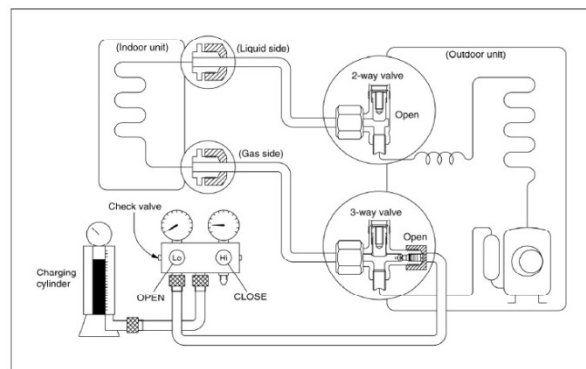 (Indoor unit)
(Liquid side)
(Outdoor unit)
2-way valve
Open
(Gas side)
3-way valve
Open
Check valve
Lo
Hi
Charging
cylinder
OPEN
CLOSE